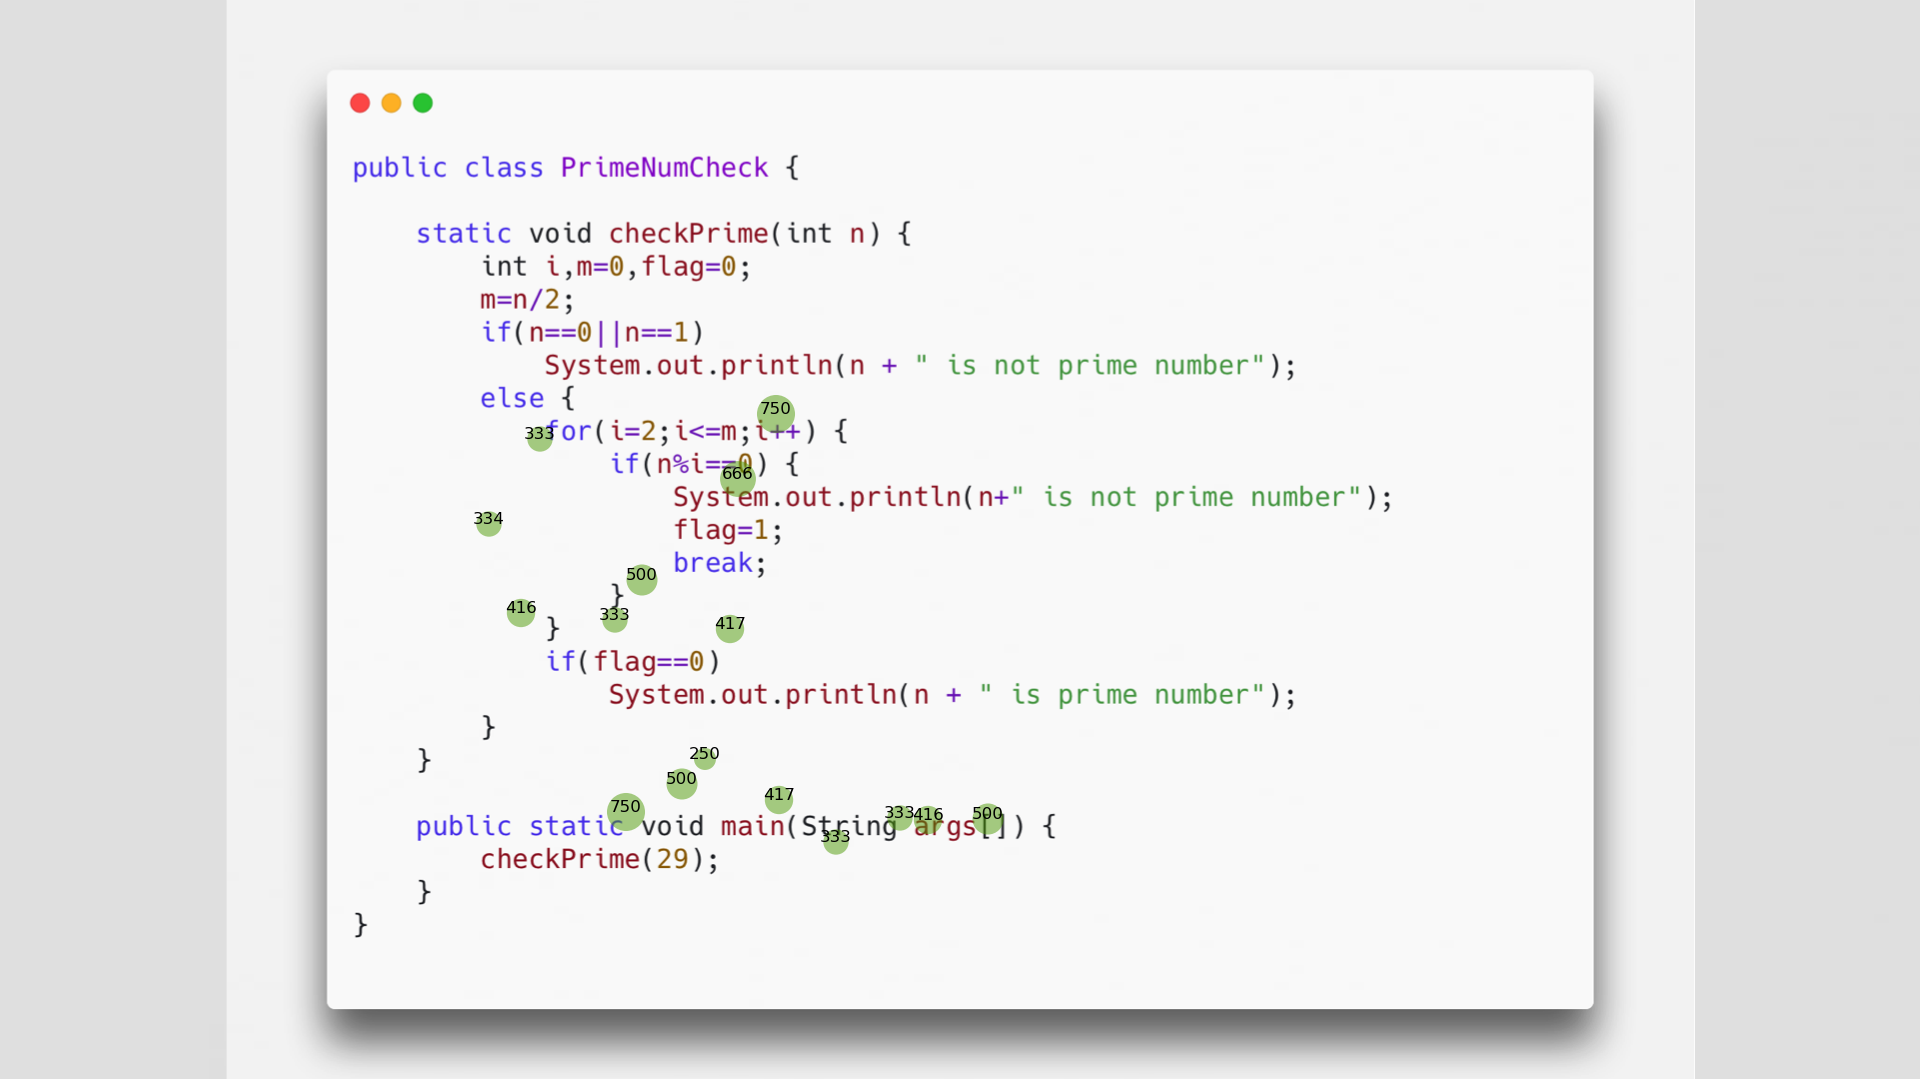 public class PrimeNumCheck {
static void checkPrime(int n) {
int i,m=0,flag=0;
m=n/2;
if(n==0||n==1)
System.out.println(n + " is not prime number");
else {
750
for(i=2;i<=m;i++) {
333
if(n%i==0) {
666
System.out.println(n+" is not prime number");
334
flag=1;
break;
500
}
416
333
417
}
if(flag==0)
System.out.println(n + " is prime number");
}
250
}
500
417
750
333
416
500
public static void main(String args[]) {
333
checkPrime(29);
}
}